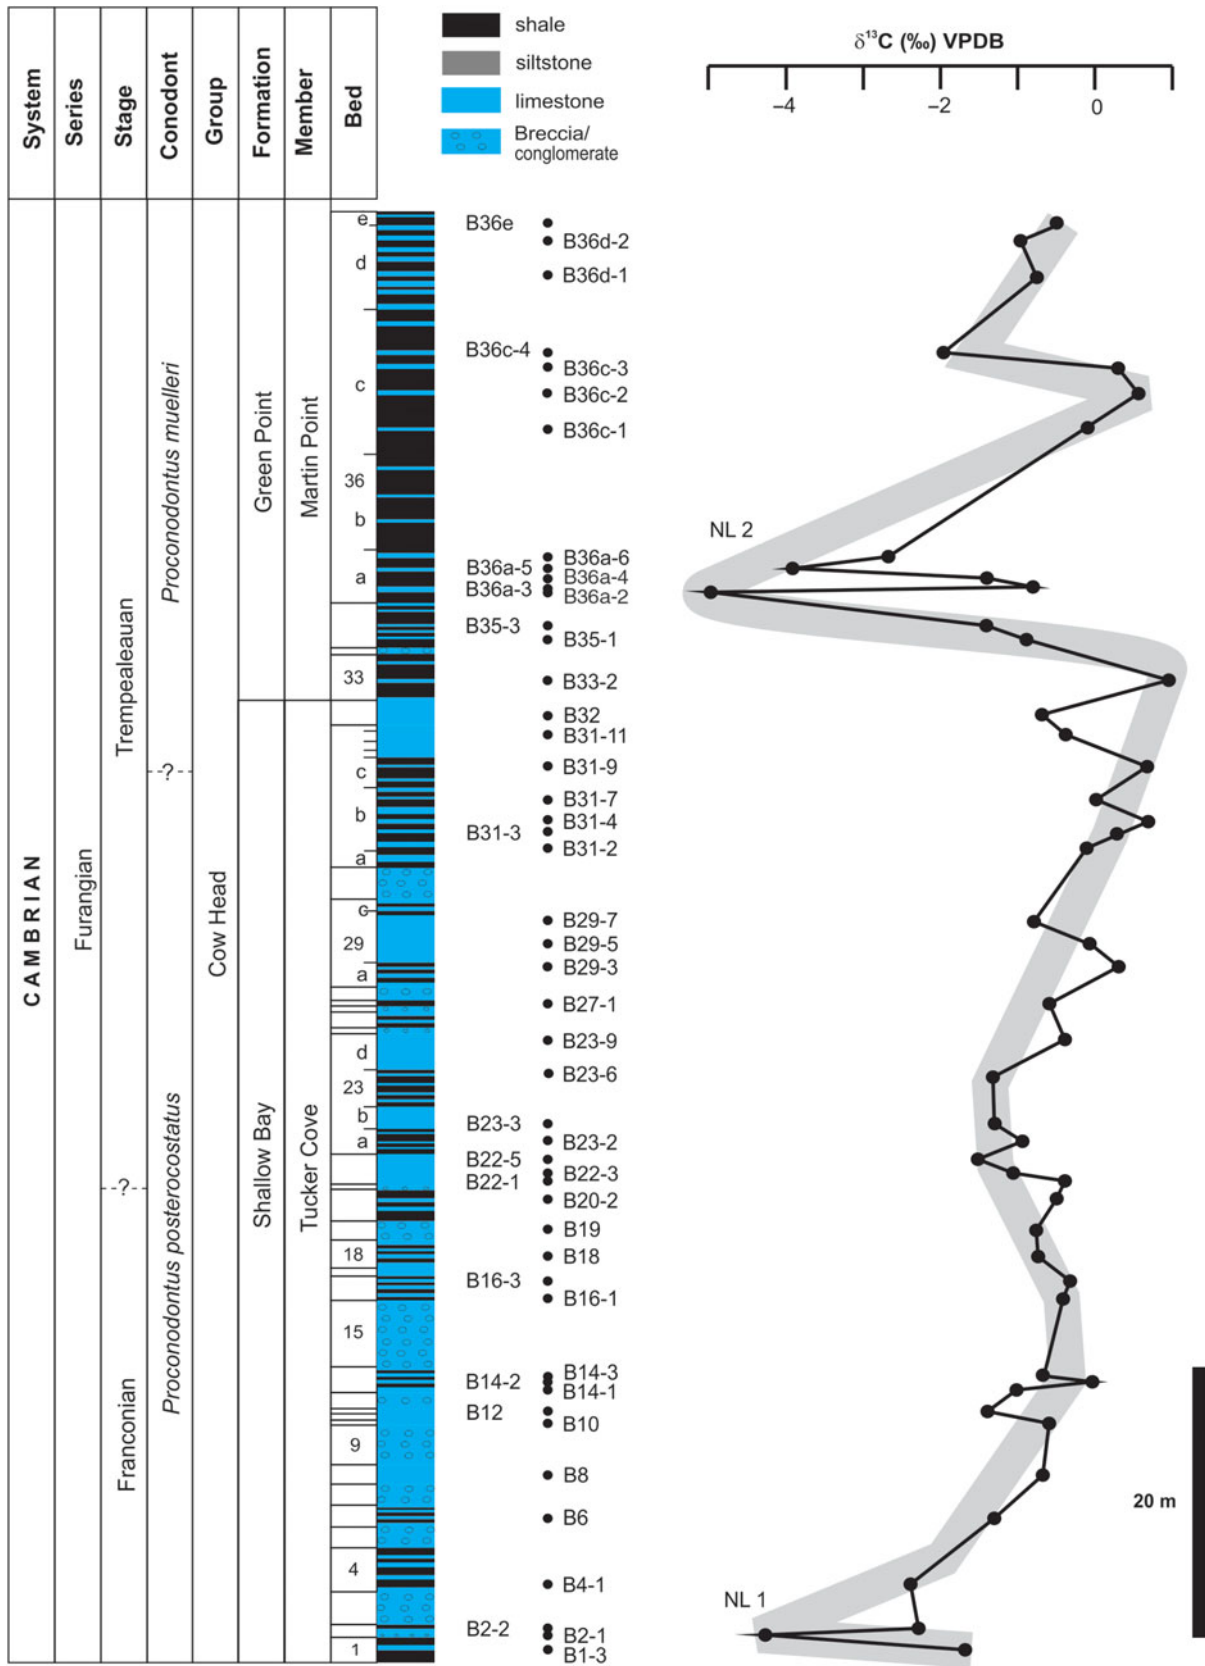 shale
siltstone
limestone
Breccia/
conglomerate
δ¹³C (‰) VPDB
–4
–2
0
System
Series
Stage
Conodont
Group
Formation
Member
Bed
CAMBRIAN
Furangian
Trempealeauan
-?-
Franconian
Proconodontus muelleri
-?-
Proconodontus posterocostatus
Cow Head
Green Point
Shallow Bay
Martin Point
Tucker Cove
e
d
c
36
b
a
33
c
b
a
c
29
a
d
23
b
a
18
15
9
4
1
B36e
B36d-2
B36d-1
B36c-4
B36c-3
B36c-2
B36c-1
B36a-6
B36a-5
B36a-4
B36a-3
B36a-2
B35-3
B35-1
B33-2
B32
B31-11
B31-9
B31-7
B31-4
B31-3
B31-2
B29-7
B29-5
B29-3
B27-1
B23-9
B23-6
B23-3
B23-2
B22-5
B22-3
B22-1
B20-2
B19
B18
B16-3
B16-1
B14-3
B14-2
B14-1
B12
B10
B8
B6
B4-1
B2-2
B2-1
B1-3
NL 2
NL 1
20 m